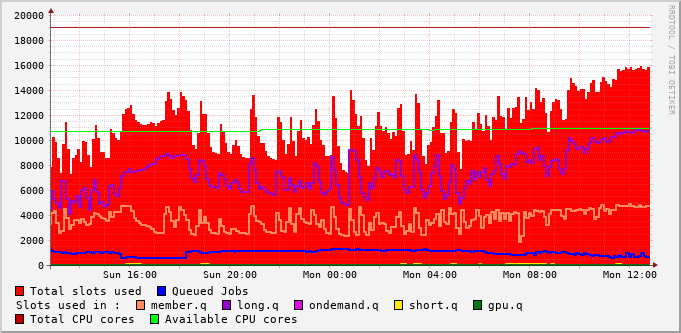 20000
18000
16000
14000
12000
10000
8000
6000
4000
2000
0
Sun 16:00 Sun 20:00 Mon 00:00 Mon 04:00 Mon 08:00 Mon 12:00
RRDTOOL / TOBI OETIKER
Total slots used Queued Jobs
Slots used in : member.q long.q ondemand.q short.q gpu.q
Total CPU cores Available CPU cores